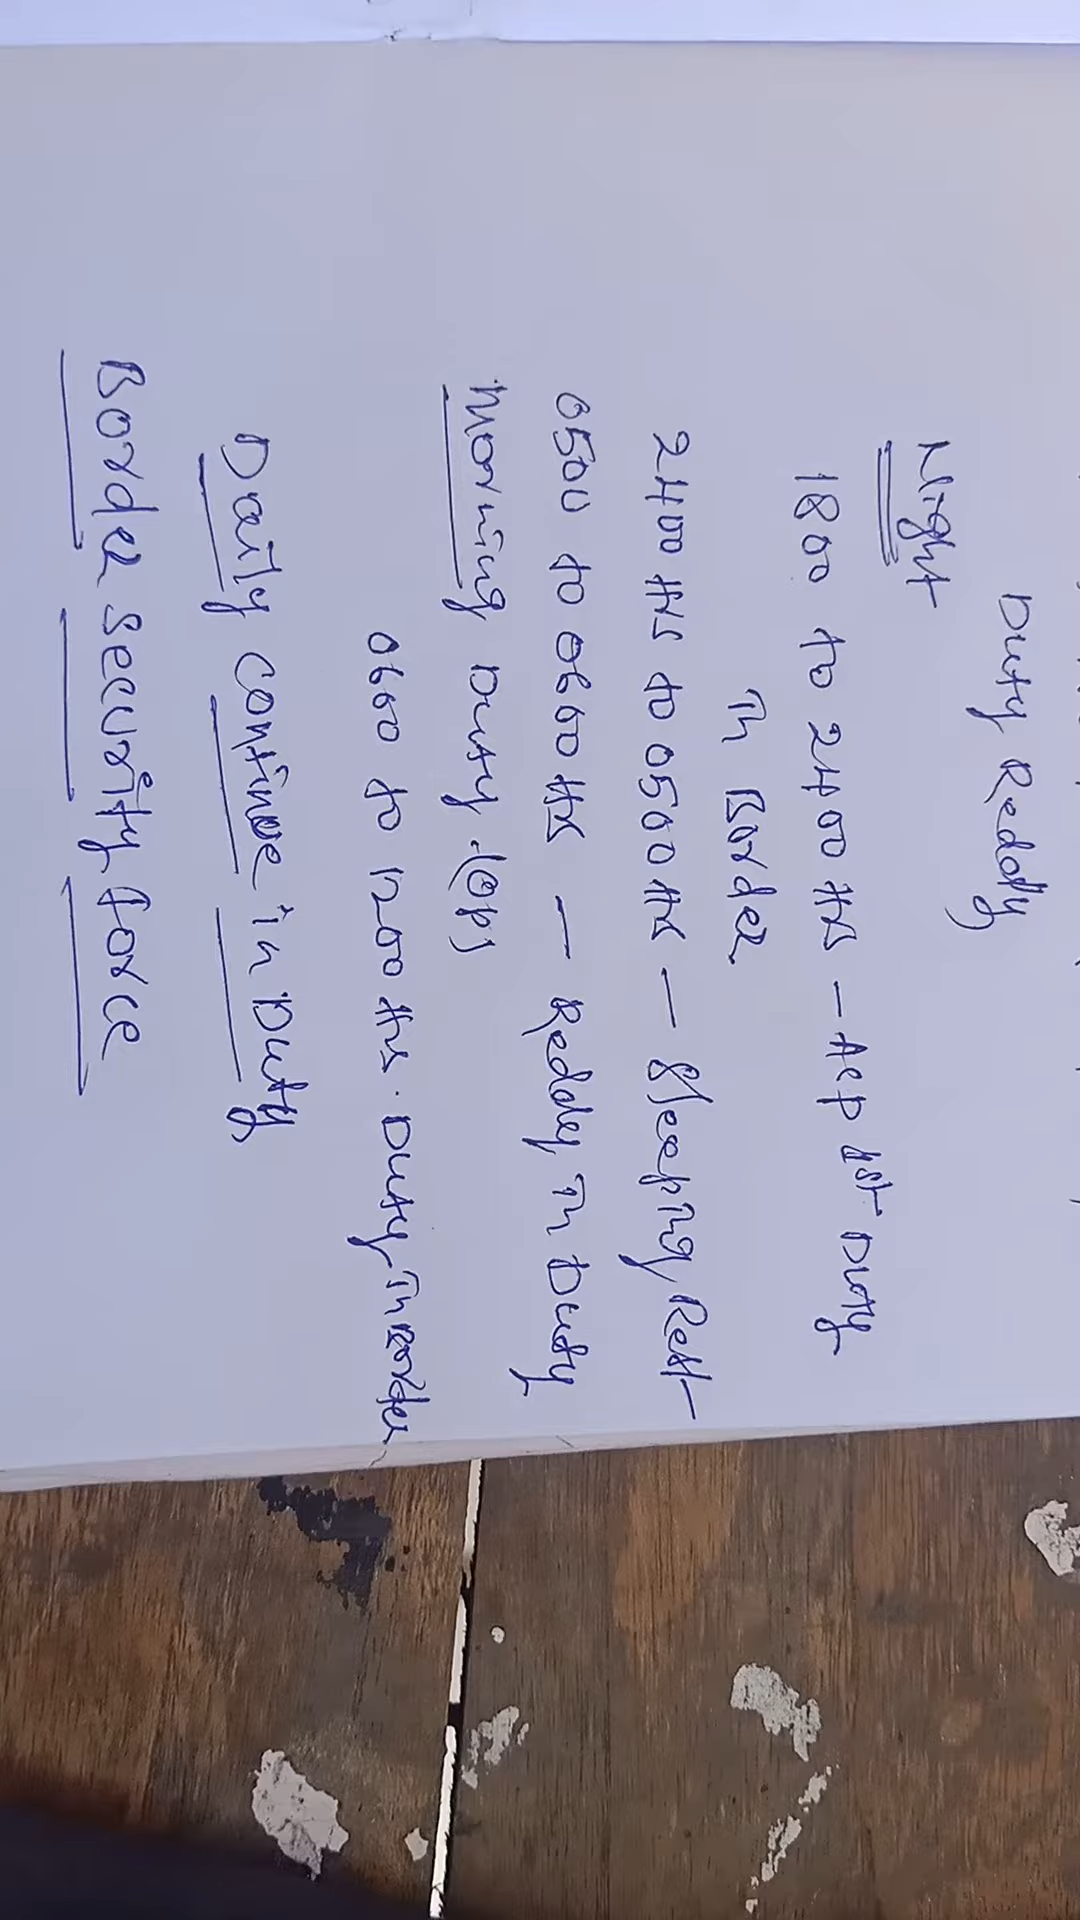 Duty Reddy
Night
1800 to 2400 Hrs - ACP 1st Duty
In Border
2400 Hrs to 0500 Hrs - Sleeping Rest
0500 to 0600 Hrs - Reddy In Duty
Morning Duty
0600 to 1200 Hrs. Duty In Border
Daily continue in Duty
Border Security force